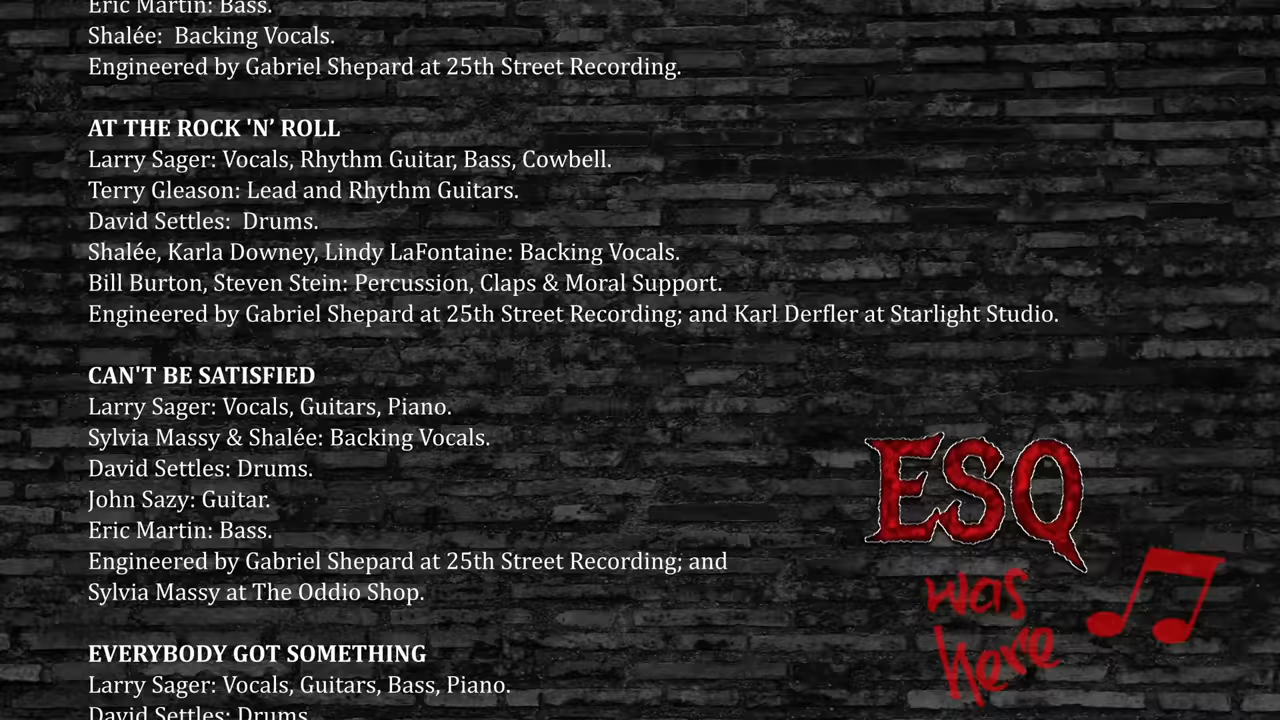 Eric Martin: Bass.
Shalée:  Backing Vocals.
Engineered by Gabriel Shepard at 25th Street Recording.
AT THE ROCK 'N’ ROLL
Larry Sager: Vocals, Rhythm Guitar, Bass, Cowbell.
Terry Gleason: Lead and Rhythm Guitars.
David Settles:  Drums.
Shalée, Karla Downey, Lindy LaFontaine: Backing Vocals.
Bill Burton, Steven Stein: Percussion, Claps & Moral Support.
Engineered by Gabriel Shepard at 25th Street Recording; and Karl Derfler at Starlight Studio.
CAN'T BE SATISFIED
Larry Sager: Vocals, Guitars, Piano.
Sylvia Massy & Shalée: Backing Vocals.
David Settles: Drums.
John Sazy: Guitar.
Eric Martin: Bass.
Engineered by Gabriel Shepard at 25th Street Recording; and
Sylvia Massy at The Oddio Shop.
EVERYBODY GOT SOMETHING
Larry Sager: Vocals, Guitars, Bass, Piano.
David Settles: Drums.
ESQ
was
here